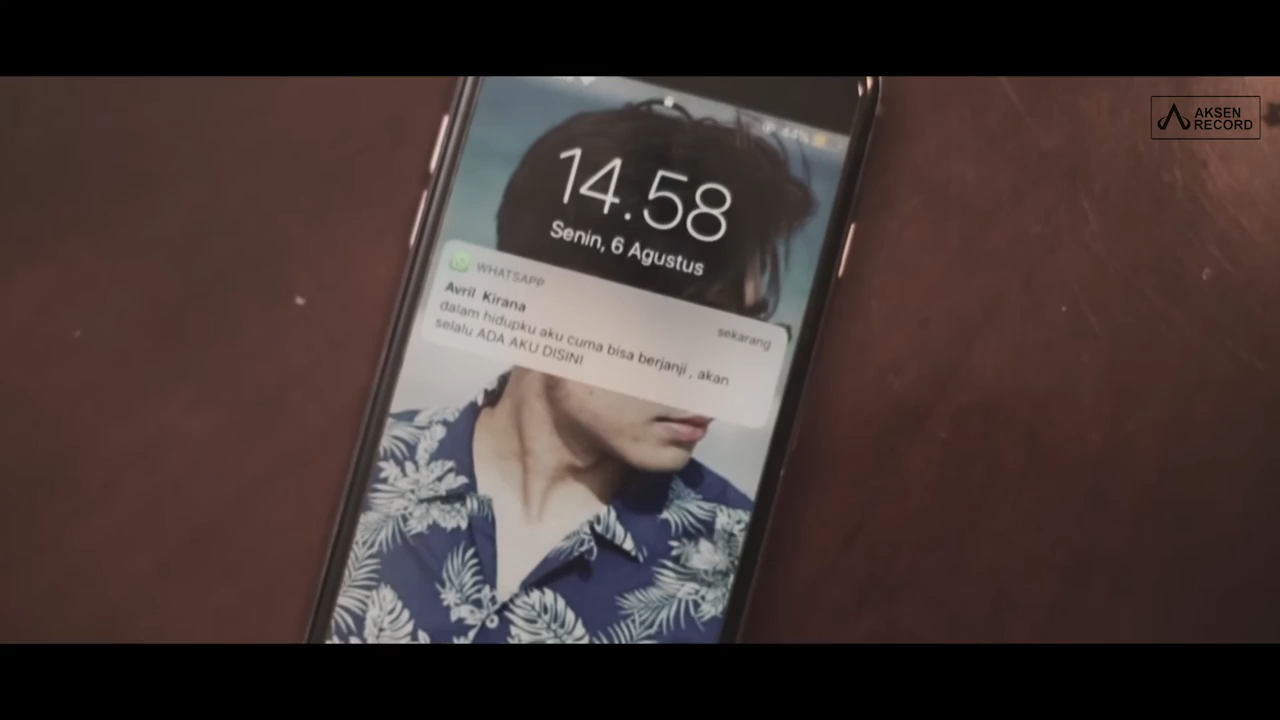 AKSEN
RECORD
44%
14.58
Senin, 6 Agustus
WHATSAPP
sekarang
Avril Kirana
dalam hidupku aku cuma bisa berjanji , akan
selalu ADA AKU DISINI